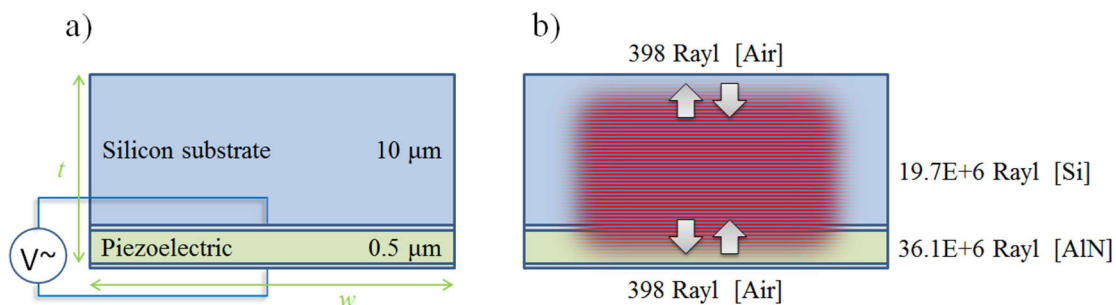 a)
Silicon substrate 10 μm
t
Piezoelectric 0.5 μm
V~
w
b)
398 Rayl [Air]
19.7E+6 Rayl [Si]
36.1E+6 Rayl [AlN]
398 Rayl [Air]